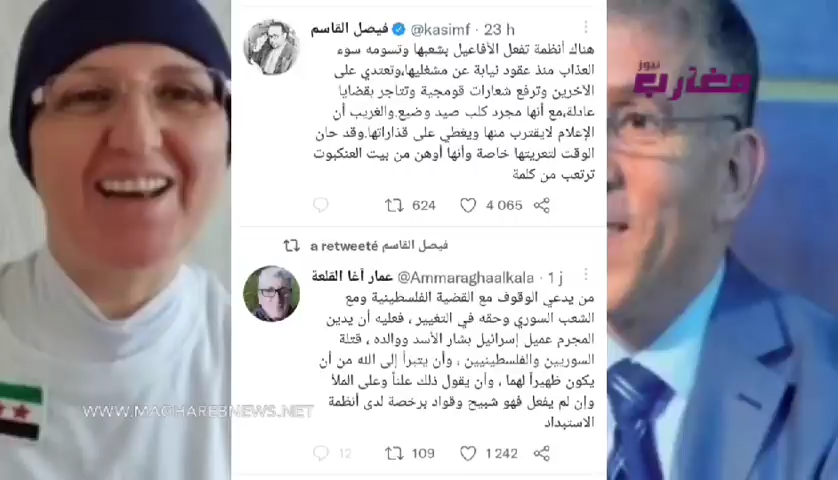 فيصل القاسم @kasimf · 23 h
هناك أنظمة تفعل الأفاعيل بشعبها وتسومه سوء
العذاب منذ عقود نيابة عن مشغليها،وتعتدي على
الآخرين وترفع شعارات قومجية وتتاجر بقضايا
عادلة،مع أنها مجرد كلب صيد وضيع.والغريب أن
الإعلام لايقترب منها ويغطي على قذاراتها.وقد حان
الوقت لتعريتها خاصة وأنها أوهن من بيت العنكبوت
ترتعب من كلمة
624 4 065
فيصل القاسم a retweeté
عمار آغا القلعة @Ammaraghaalkala · 1 j
من يدعي الوقوف مع القضية الفلسطينية ومع
الشعب السوري وحقه في التغيير ، فعليه أن يدين
المجرم عميل إسرائيل بشار الأسد ووالده ، قتلة
السوريين والفلسطينيين ، وأن يتبرأ إلى الله من أن
يكون ظهيراً لهما ، وأن يقول ذلك علناً وعلى الملأ
وإن لم يفعل فهو شبيح وقواد برخصة لدى أنظمة
الاستبداد
12 109 1 242
مغارب نيوز
WWW.MAGHAREBNEWS.NET